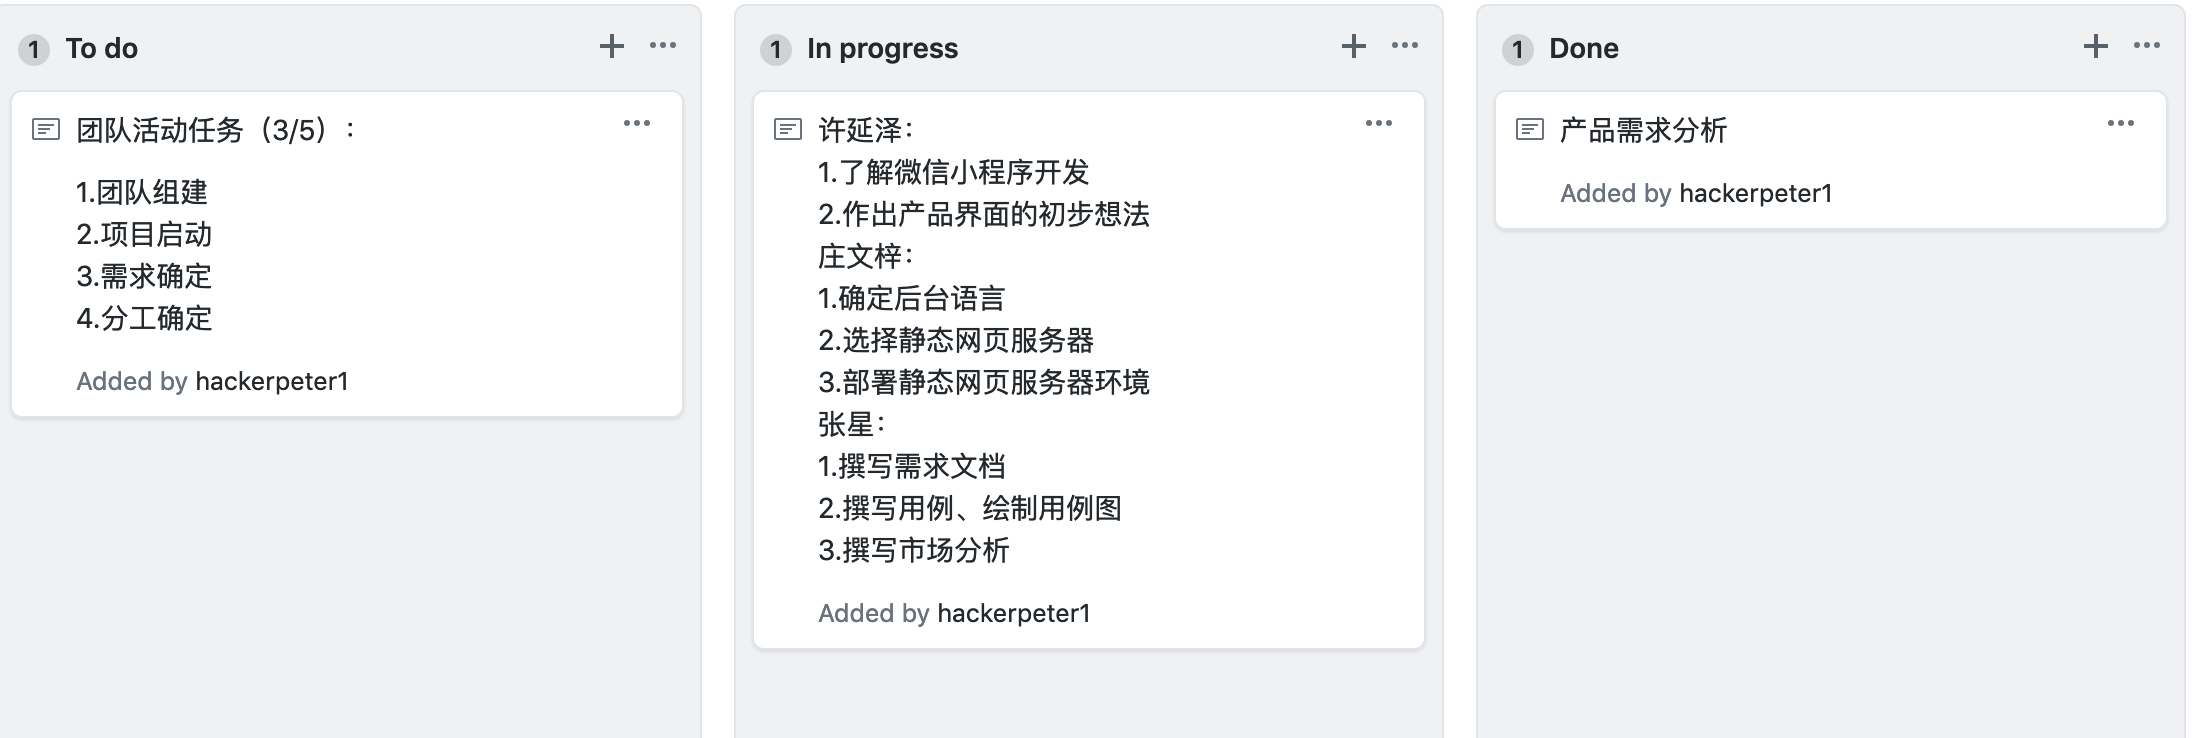 1 To do
团队活动任务（3/5）：
1.团队组建
2.项目启动
3.需求确定
4.分工确定
Added by hackerpeter1
1 In progress
许延泽：
1.了解微信小程序开发
2.作出产品界面的初步想法
庄文梓：
1.确定后台语言
2.选择静态网页服务器
3.部署静态网页服务器环境
张星：
1.撰写需求文档
2.撰写用例、绘制用例图
3.撰写市场分析
Added by hackerpeter1
1 Done
产品需求分析
Added by hackerpeter1